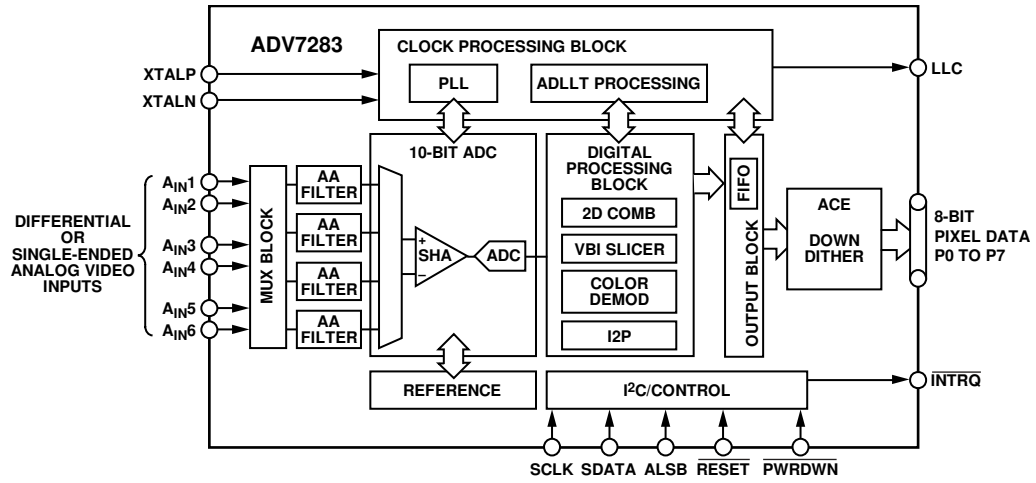 ADV7283
CLOCK PROCESSING BLOCK
PLL
ADLLT PROCESSING
XTALP
XTALN
LLC
10-BIT ADC
DIGITAL
PROCESSING
BLOCK
2D COMB
VBI SLICER
COLOR
DEMOD
I2P
FIFO
OUTPUT BLOCK
ACE
DOWN
DITHER
8-BIT
PIXEL DATA
P0 TO P7
DIFFERENTIAL
OR
SINGLE-ENDED
ANALOG VIDEO
INPUTS
AIN1
AIN2
AIN3
AIN4
AIN5
AIN6
MUX BLOCK
AA
FILTER
AA
FILTER
AA
FILTER
AA
FILTER
+
SHA
–
ADC
REFERENCE
I2C/CONTROL
INTRQ
SCLK SDATA ALSB RESET PWRDWN